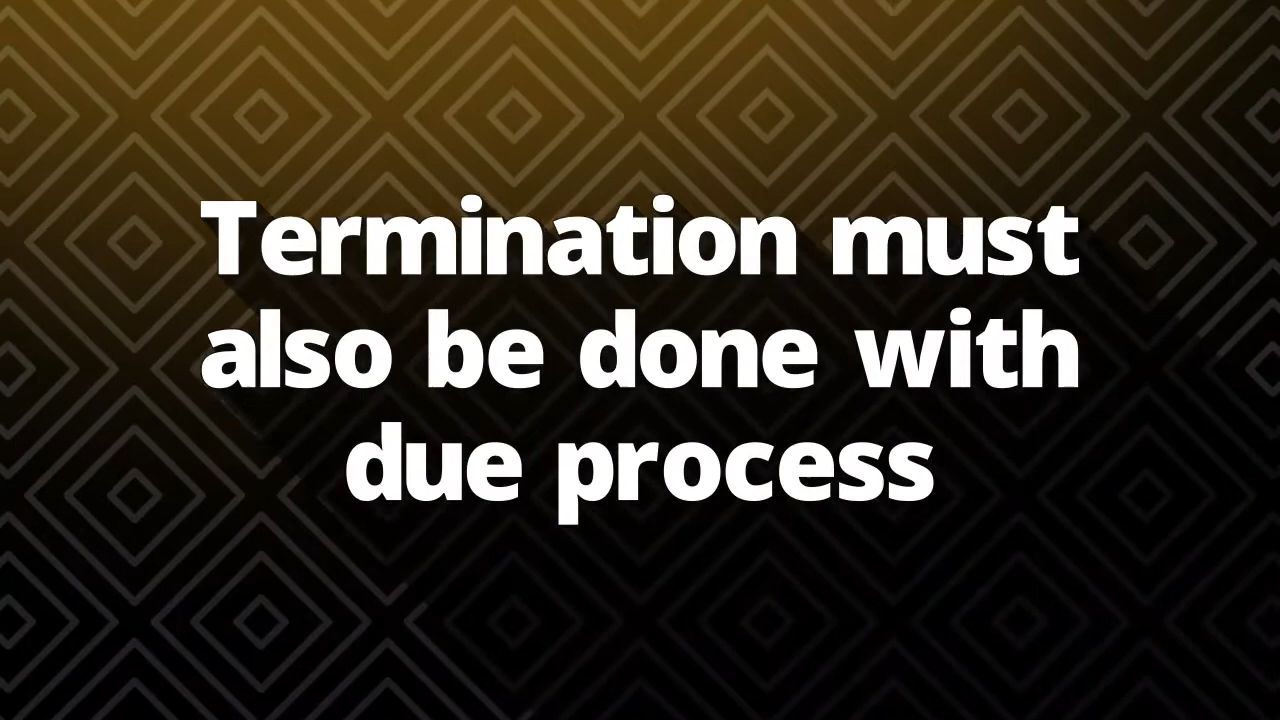 Termination must
also be done with
due process